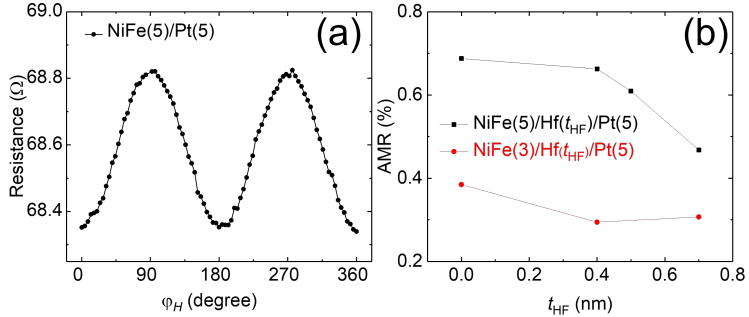 69.0
68.8
68.6
68.4
Resistance (Ω)
NiFe(5)/Pt(5)
(a)
0 90 180 270 360
φH (degree)
0.8
0.6
0.4
0.2
AMR (%)
(b)
NiFe(5)/Hf(tHF)/Pt(5)
NiFe(3)/Hf(tHF)/Pt(5)
0.0 0.2 0.4 0.6 0.8
tHF (nm)